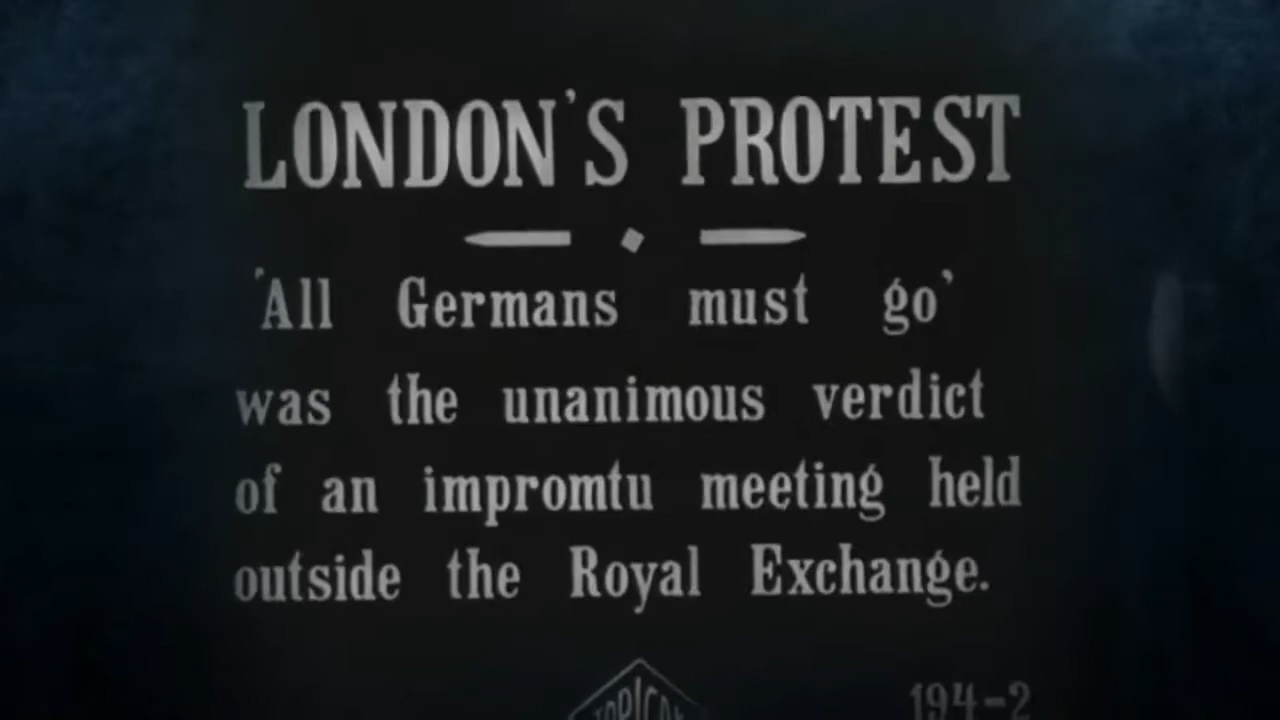 LONDON'S PROTEST
'All Germans must go'
was the unanimous verdict
of an impromtu meeting held
outside the Royal Exchange.
194-2